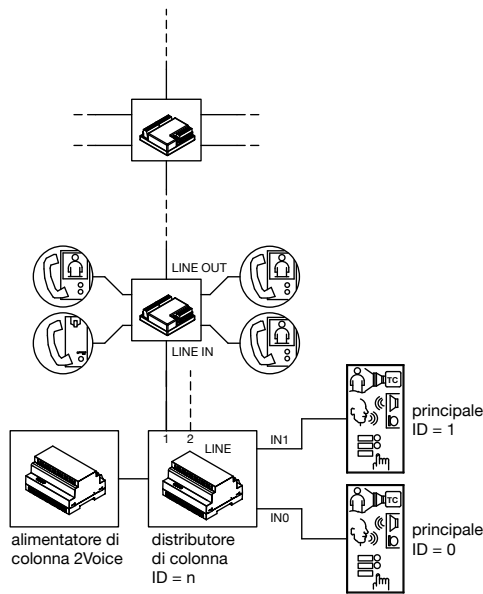 LINE OUT
LINE IN
1 2
LINE
IN1
IN0
TC
principale
ID = 1
TC
principale
ID = 0
alimentatore di
colonna 2Voice
distributore
di colonna
ID = n